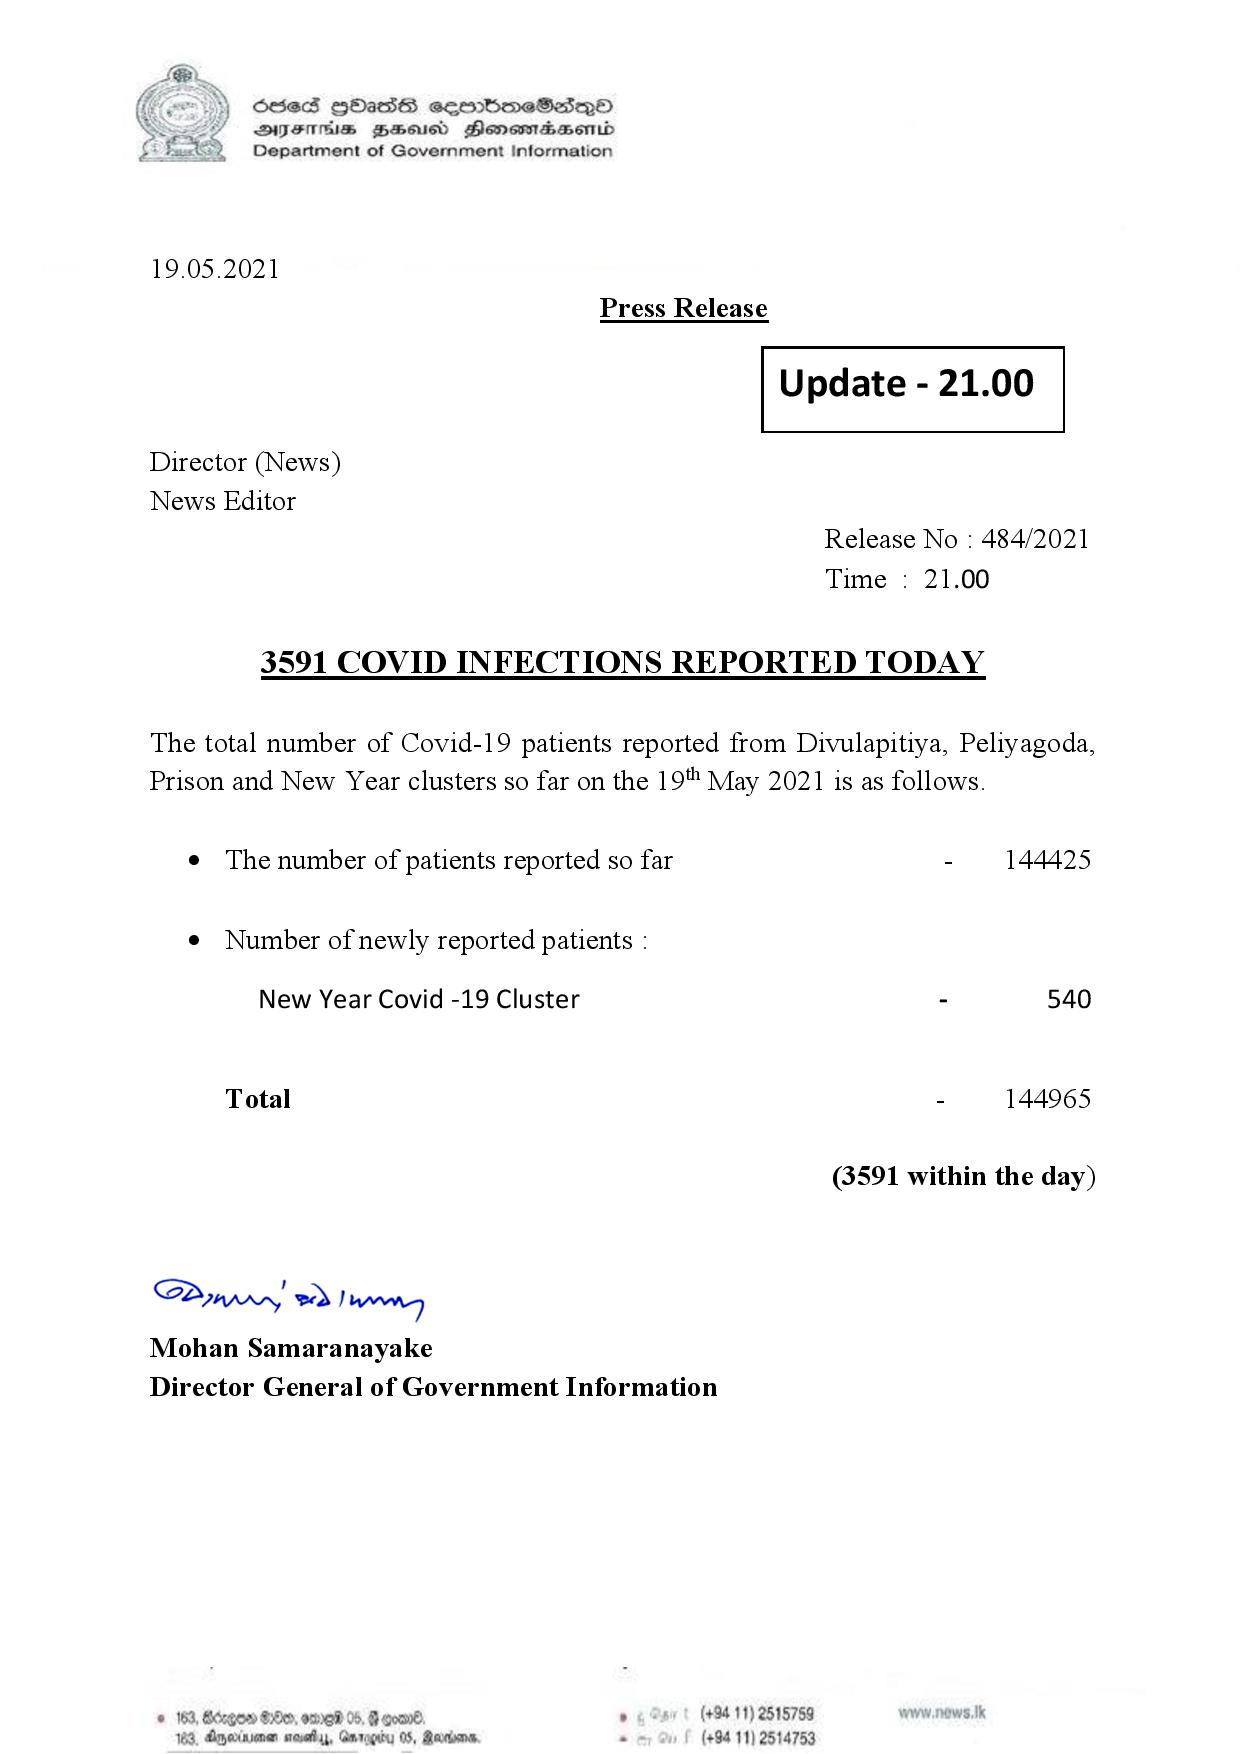 රජයේ ප්‍රවෘත්ති දෙපාර්තමේන්තුව
அரசாங்க தகவல் திணைக்களம்
Department of Government Information
19.05.2021
Press Release
Update - 21.00
Director (News)
News Editor
Release No : 484/2021
Time : 21.00
3591 COVID INFECTIONS REPORTED TODAY
The total number of Covid-19 patients reported from Divulapitiya, Peliyagoda,
Prison and New Year clusters so far on the 19th May 2021 is as follows.
• The number of patients reported so far - 144425
• Number of newly reported patients :
New Year Covid -19 Cluster - 540
Total - 144965
(3591 within the day)
Mohan Samaranayake
Director General of Government Information
163, කිරුලපන මාවත, කොළඹ 05, ශ්‍රී ලංකාව.
163, கிருலப்பனை எவனியூ, கொழும்பு 05, இலங்கை.
(+94 11) 2515759
(+94 11) 2514753
www.news.lk